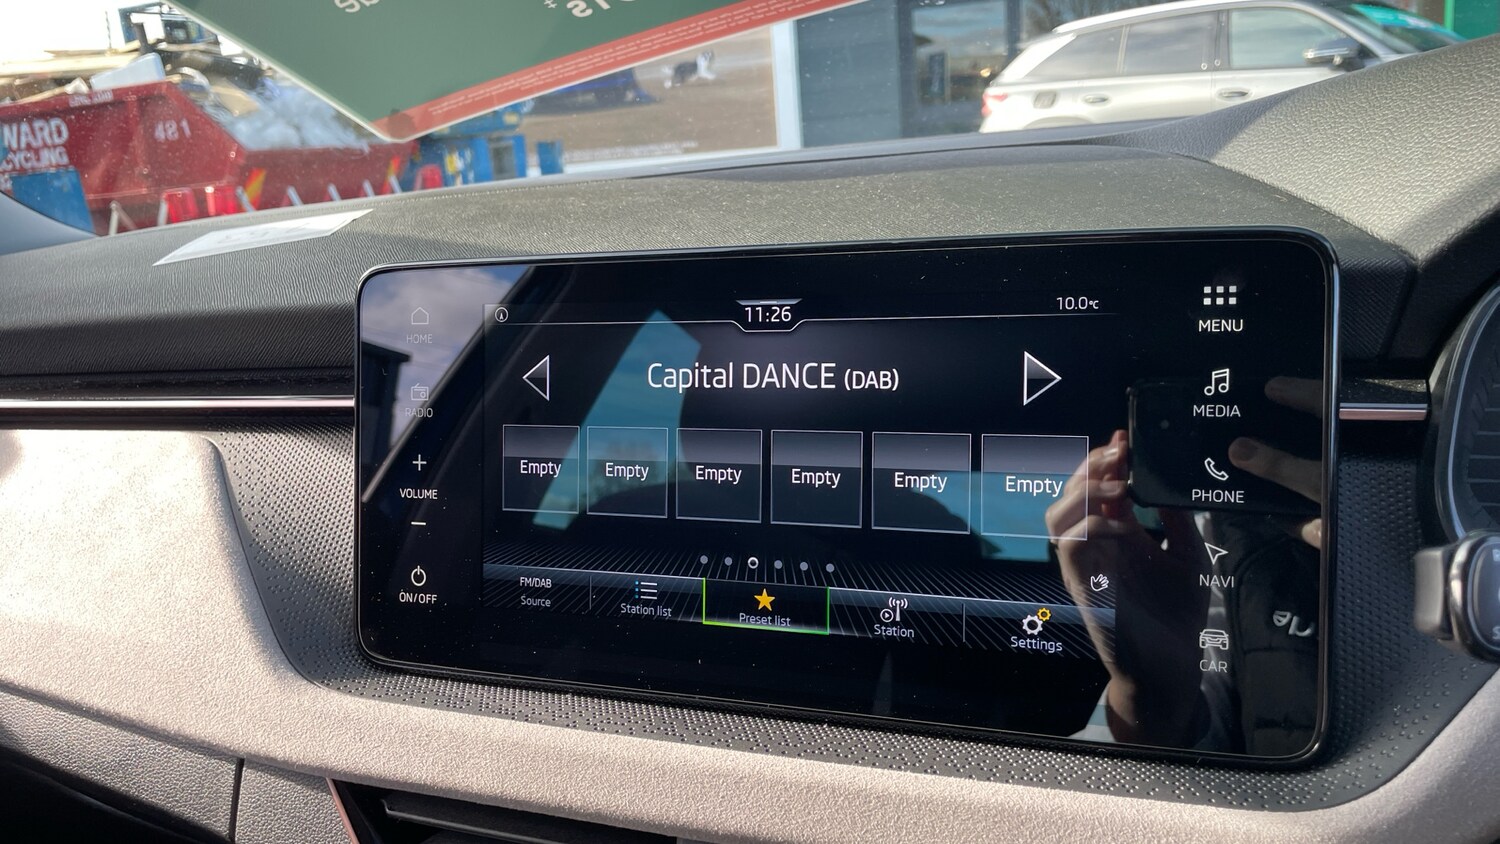 WARD
CYCLING
481
HOME
RADIO
+
VOLUME
−
ON/OFF
11:26
10.0°C
Capital DANCE (DAB)
Empty
Empty
Empty
Empty
Empty
Empty
FM/DAB
Source
Station list
Preset list
Station
Settings
MENU
MEDIA
PHONE
NAVI
CAR